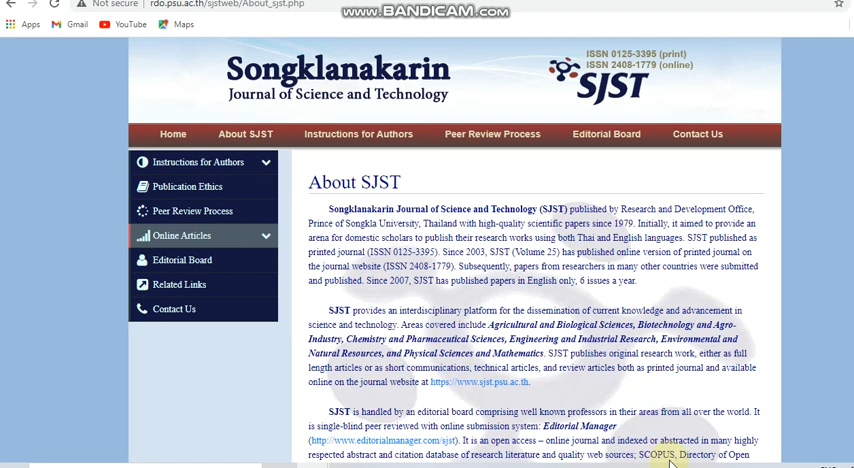 Not secure | rdo.psu.ac.th/sjstweb/About_sjst.php
www.BANDICAM.com
Apps Gmail YouTube Maps
Songklanakarin
Journal of Science and Technology
ISSN 0125-3395 (print)
ISSN 2408-1779 (online)
SJST
Home About SJST Instructions for Authors Peer Review Process Editorial Board Contact Us
Instructions for Authors
Publication Ethics
Peer Review Process
Online Articles
Editorial Board
Related Links
Contact Us
About SJST
Songklanakarin Journal of Science and Technology (SJST) published by Research and Development Office,
Prince of Songkla University, Thailand with high-quality scientific papers since 1979. Initially, it aimed to provide an
arena for domestic scholars to publish their research works using both Thai and English languages. SJST published as
printed journal (ISSN 0125-3395). Since 2003, SJST (Volume 25) has published online version of printed journal on
the journal website (ISSN 2408-1779). Subsequently, papers from researchers in many other countries were submitted
and published. Since 2007, SJST has published papers in English only, 6 issues a year.
SJST provides an interdisciplinary platform for the dissemination of current knowledge and advancement in
science and technology. Areas covered include Agricultural and Biological Sciences, Biotechnology and Agro-
Industry, Chemistry and Pharmaceutical Sciences, Engineering and Industrial Research, Environmental and
Natural Resources, and Physical Sciences and Mathematics. SJST publishes original research work, either as full
length articles or as short communications, technical articles, and review articles both as printed journal and available
online on the journal website at https://www.sjst.psu.ac.th.
SJST is handled by an editorial board comprising well known professors in their areas from all over the world. It
is single-blind peer reviewed with online submission system: Editorial Manager
(http://www.editorialmanager.com/sjst). It is an open access – online journal and indexed or abstracted in many highly
respected abstract and citation database of research literature and quality web sources; SCOPUS, Directory of Open